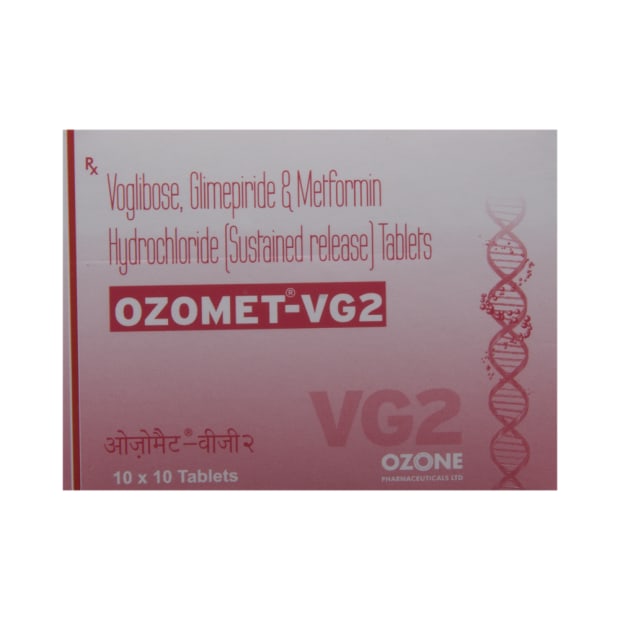 Rx
Voglibose, Glimepiride & Metformin
Hydrochloride (Sustained release) Tablets
OZOMET®-VG2
VG2
ओज़ोमैट®-वीजी २
10 x 10 Tablets
OZONE
PHARMACEUTICALS LTD